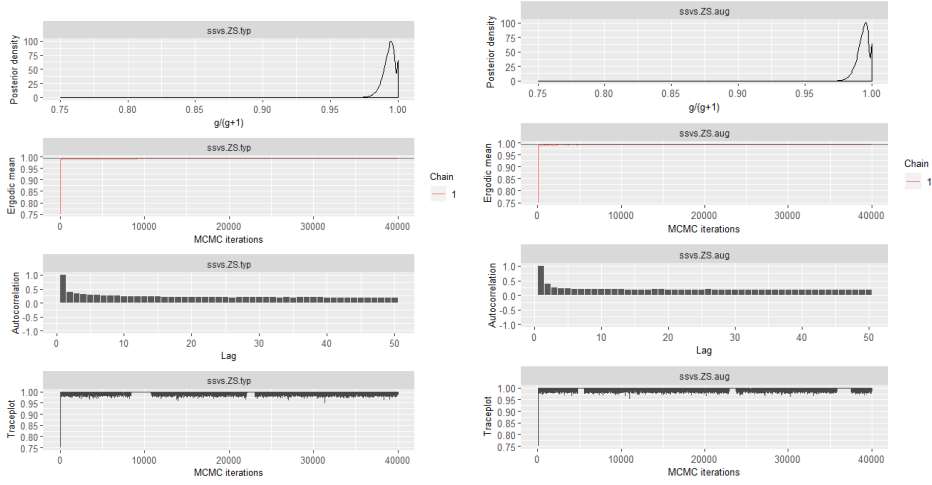 ssvs.ZS.typ
Posterior density
100
75
50
25
0
0.75 0.80 0.85 0.90 0.95 1.00
g/(g+1)
ssvs.ZS.typ
Ergodic mean
1.00
0.95
0.90
0.85
0.80
0.75
0 10000 20000 30000 40000
MCMC iterations
Chain
1
ssvs.ZS.typ
Autocorrelation
1.0
0.5
0.0
-0.5
-1.0
0 10 20 30 40 50
Lag
ssvs.ZS.typ
Traceplot
1.00
0.95
0.90
0.85
0.80
0.75
0 10000 20000 30000 40000
MCMC iterations
ssvs.ZS.aug
Posterior density
100
75
50
25
0
0.75 0.80 0.85 0.90 0.95 1.00
g/(g+1)
ssvs.ZS.aug
Ergodic mean
1.00
0.95
0.90
0.85
0.80
0.75
0 10000 20000 30000 40000
MCMC iterations
Chain
1
ssvs.ZS.aug
Autocorrelation
1.0
0.5
0.0
-0.5
-1.0
0 10 20 30 40 50
Lag
ssvs.ZS.aug
Traceplot
1.00
0.95
0.90
0.85
0.80
0.75
0 10000 20000 30000 40000
MCMC iterations